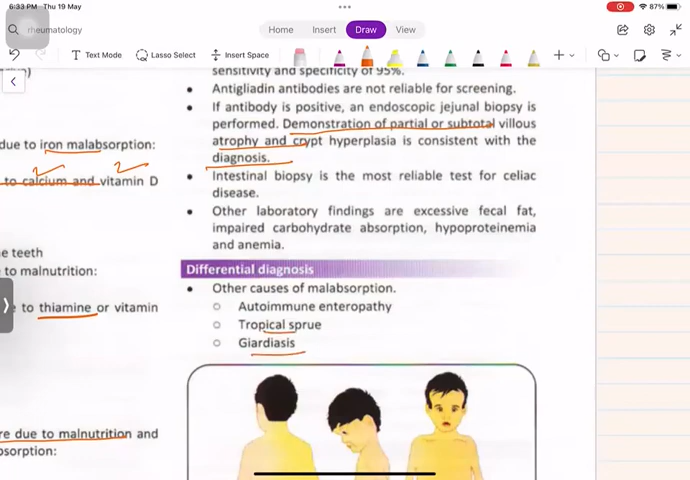 6:33 PM Thu 19 May
87%
rheumatology
Home Insert Draw View
Text Mode Lasso Select Insert Space
sensitivity and specificity of 95%.
• Antigliadin antibodies are not reliable for screening.
• If antibody is positive, an endoscopic jejunal biopsy is
performed. Demonstration of partial or subtotal villous
atrophy and crypt hyperplasia is consistent with the
diagnosis.
• Intestinal biopsy is the most reliable test for celiac
disease.
• Other laboratory findings are excessive fecal fat,
impaired carbohydrate absorption, hypoproteinemia
and anemia.
Differential diagnosis
• Other causes of malabsorption.
○ Autoimmune enteropathy
○ Tropical sprue
○ Giardiasis
due to iron malabsorption:
to calcium and vitamin D
e teeth
to malnutrition:
to thiamine or vitamin
re due to malnutrition and
osorption: